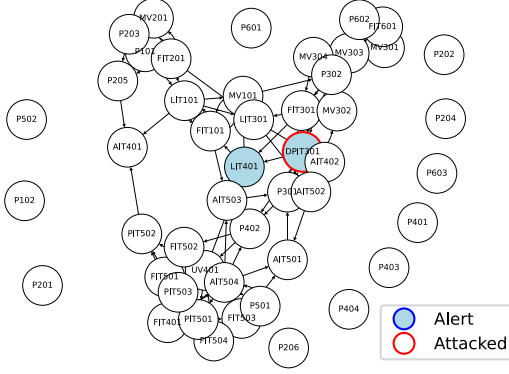 MV201
P602
FIT601
P601
P203
P101
MV301
MV303
P202
MV304
FIT201
P302
P205
LIT101
MV101
FIT301
MV302
P502
LIT301
P204
FIT101
AIT401
DPIT301
AIT402
LIT401
P603
P301
AIT502
P102
AIT503
P401
P402
PIT502
FIT502
AIT501
P403
UV401
FIT501
AIT504
P201
PIT503
P501
P404
FIT401
PIT501
FIT503
FIT504
P206
Alert
Attacked